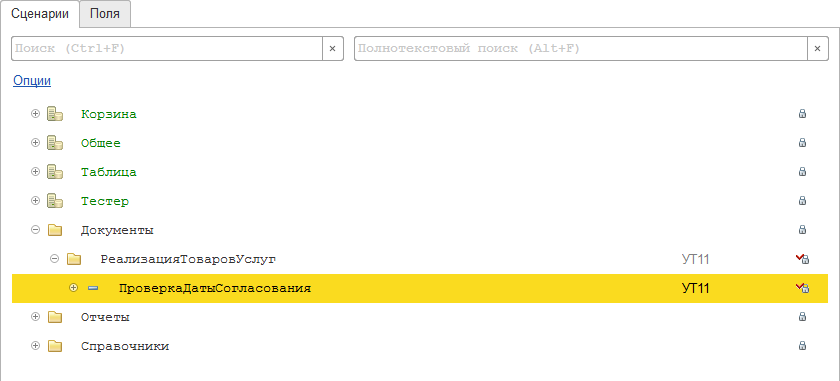 Сценарии Поля
Поиск (Ctrl+F) × Полнотекстовый поиск (Alt+F) ×
Опции
Корзина
Общее
Таблица
Тестер
Документы
РеализацияТоваровУслуг УТ11
ПроверкаДатыСогласования УТ11
Отчеты
Справочники